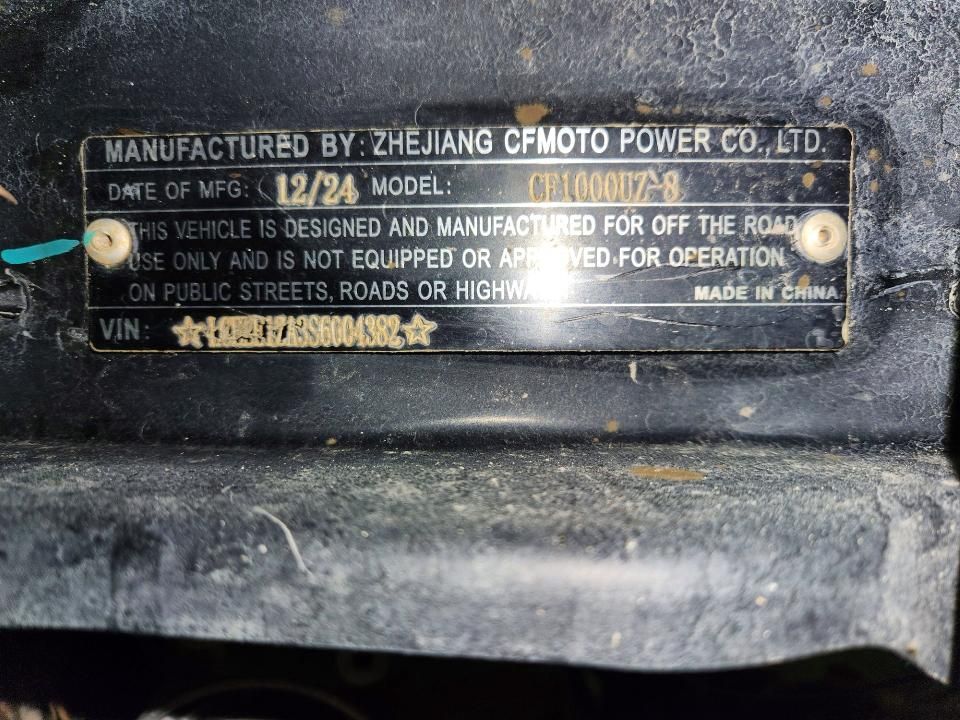 MANUFACTURED BY: ZHEJIANG CFMOTO POWER CO., LTD.
DATE OF MFG: 12/24 MODEL: CF1000UZ-8
THIS VEHICLE IS DESIGNED AND MANUFACTURED FOR OFF THE ROAD
USE ONLY AND IS NOT EQUIPPED OR APPROVED FOR OPERATION
ON PUBLIC STREETS, ROADS OR HIGHWAYS. MADE IN CHINA.
VIN: